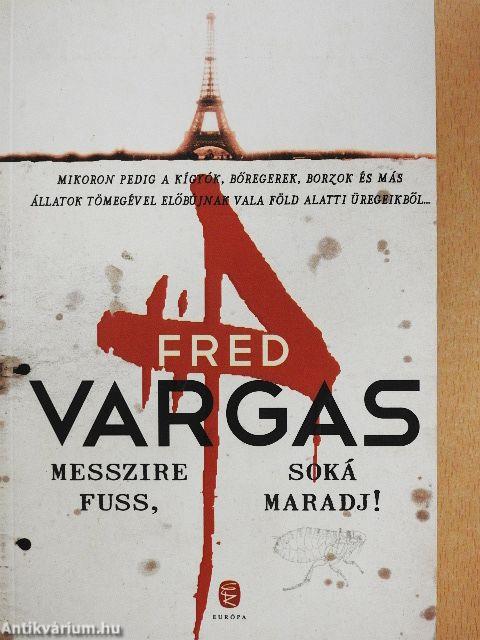 MIKORON PEDIG A KÍGYÓK, BŐREGEREK, BORZOK ÉS MÁS
ÁLLATOK TÖMEGÉVEL ELŐBÚJNAK VALA FÖLD ALATTI ÜREGEIKBŐL...
FRED
VARGAS
MESSZIRE
FUSS,
SOKÁ
MARADJ!
EURÓPA
Antikvárium.hu